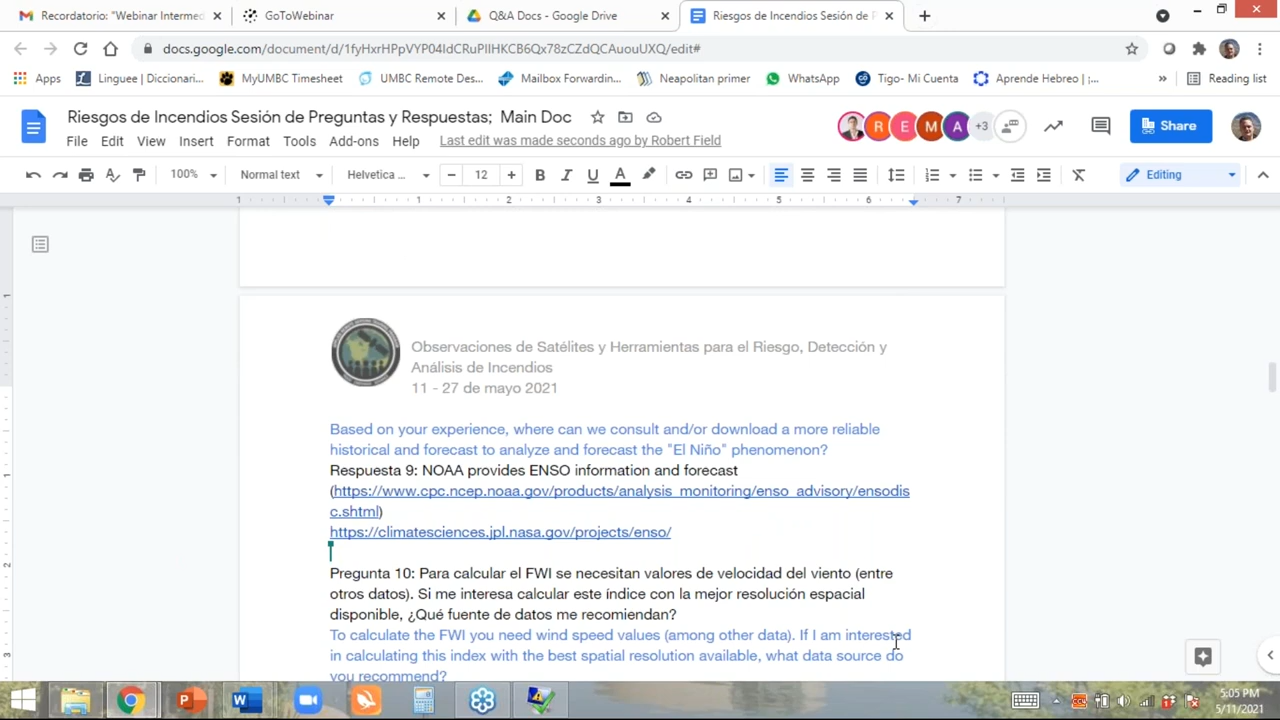 Recordatorio: "Webinar Intermed
GoToWebinar
Q&A Docs - Google Drive
Riesgos de Incendios Sesión de P
docs.google.com/document/d/1fyHxrHPpVYP04IdCRuPIIHKCB6Qx78zCZdQCAuouUXQ/edit#
Apps
Linguee | Diccionari...
MyUMBC Timesheet
UMBC Remote Des...
Mailbox Forwardin...
Neapolitan primer
WhatsApp
Tigo- Mi Cuenta
Aprende Hebreo | ;...
»
Reading list
Riesgos de Incendios Sesión de Preguntas y Respuestas; Main Doc
R E M A +3
Share
File Edit View Insert Format Tools Add-ons Help
Last edit was made seconds ago by Robert Field
100% Normal text Helvetica ... 12 B I U A
Editing
1 1 2 3 4 5 6 7
Observaciones de Satélites y Herramientas para el Riesgo, Detección y
Análisis de Incendios
11 - 27 de mayo 2021
Based on your experience, where can we consult and/or download a more reliable
historical and forecast to analyze and forecast the "El Niño" phenomenon?
Respuesta 9: NOAA provides ENSO information and forecast
(https://www.cpc.ncep.noaa.gov/products/analysis_monitoring/enso_advisory/ensodis
c.shtml)
https://climatesciences.jpl.nasa.gov/projects/enso/
Pregunta 10: Para calcular el FWI se necesitan valores de velocidad del viento (entre
otros datos). Si me interesa calcular este índice con la mejor resolución espacial
disponible, ¿Qué fuente de datos me recomiendan?
To calculate the FWI you need wind speed values (among other data). If I am interested
in calculating this index with the best spatial resolution available, what data source do
you recommend?
5:05 PM
5/11/2021